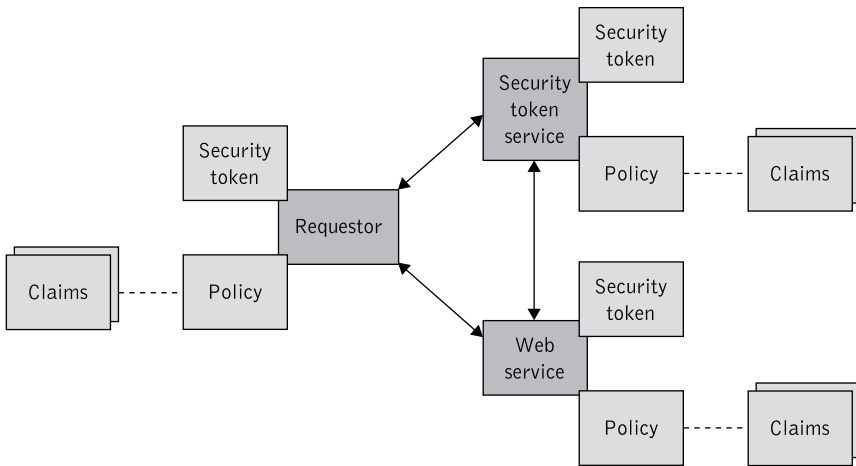 Security
token
Security
token
service
Security
token
Policy
Claims
Requestor
Claims
Policy
Security
token
Web
service
Policy
Claims